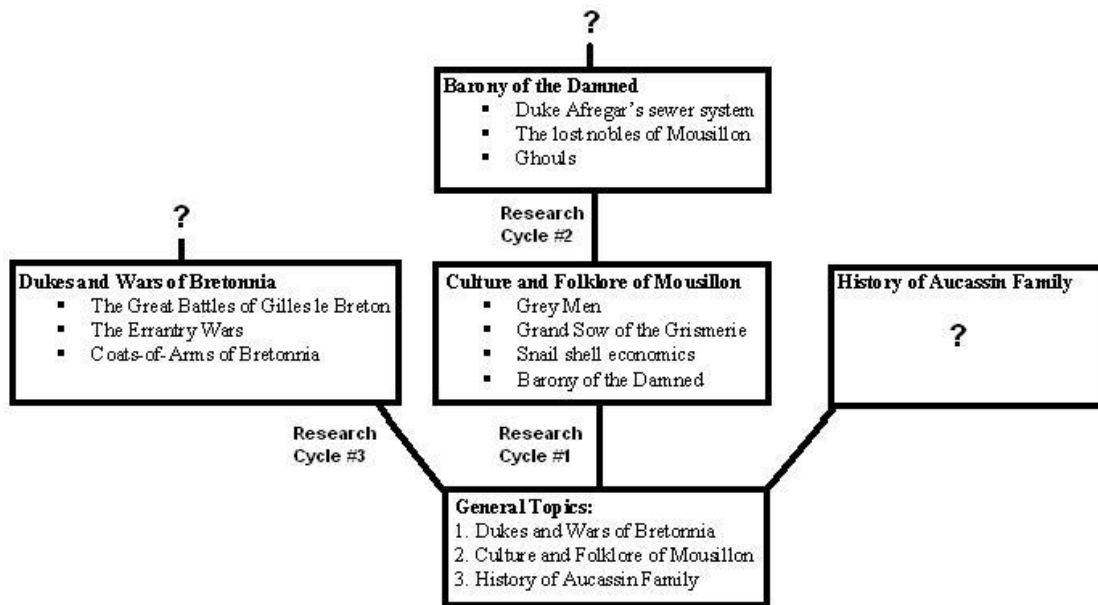 ?
Barony of the Damned
▪ Duke Afregar's sewer system
▪ The lost nobles of Mousillon
▪ Ghouls
Research
Cycle #2
?
Dukes and Wars of Bretonnia
▪ The Great Battles of Gilles le Breton
▪ The Errantry Wars
▪ Coats-of-Arms of Bretonnia
Culture and Folklore of Mousillon
▪ Grey Men
▪ Grand Sow of the Grismerie
▪ Snail shell economics
▪ Barony of the Damned
History of Aucassin Family
?
Research
Cycle #3
Research
Cycle #1
General Topics:
1. Dukes and Wars of Bretonnia
2. Culture and Folklore of Mousillon
3. History of Aucassin Family